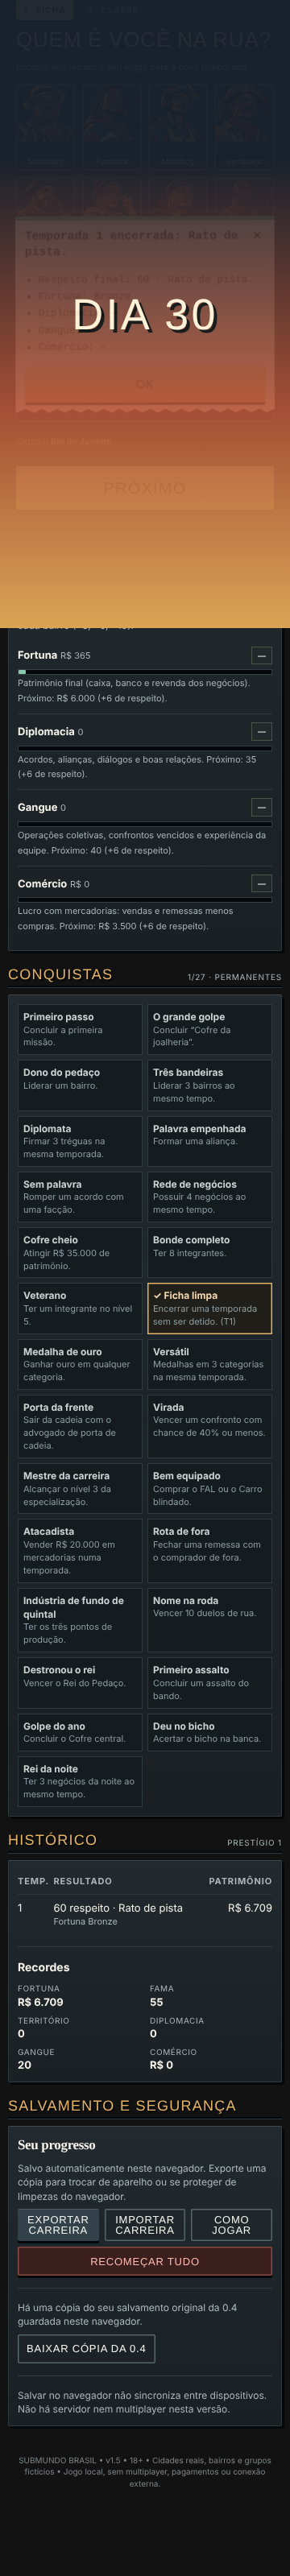 QUEM É VOCÊ NA RUA?
Temporada 1 encerrada: Rato de ×
pista.
• Respeito final: 60 · Rato de pista.
DIA 30
OK
PRÓXIMO
Fortuna R$ 365 —
Patrimônio final (caixa, banco e revenda dos negócios).
Próximo: R$ 6.000 (+6 de respeito).
Diplomacia 0 —
Acordos, alianças, diálogos e boas relações. Próximo: 35
(+6 de respeito).
Gangue 0 —
Operações coletivas, confrontos vencidos e experiência da
equipe. Próximo: 40 (+6 de respeito).
Comércio R$ 0 —
Lucro com mercadorias: vendas e remessas menos
compras. Próximo: R$ 3.500 (+6 de respeito).
CONQUISTAS 1/27 · PERMANENTES
Primeiro passo
Concluir a primeira
missão.
O grande golpe
Concluir “Cofre da
joalheria”.
Dono do pedaço
Liderar um bairro.
Três bandeiras
Liderar 3 bairros ao
mesmo tempo.
Diplomata
Firmar 3 tréguas na
mesma temporada.
Palavra empenhada
Formar uma aliança.
Sem palavra
Romper um acordo com
uma facção.
Rede de negócios
Possuir 4 negócios ao
mesmo tempo.
Cofre cheio
Atingir R$ 35.000 de
patrimônio.
Bonde completo
Ter 8 integrantes.
Veterano
Ter um integrante no nível
5.
✓ Ficha limpa
Encerrar uma temporada
sem ser detido. (T1)
Medalha de ouro
Ganhar ouro em qualquer
categoria.
Versátil
Medalhas em 3 categorias
na mesma temporada.
Porta da frente
Sair da cadeia com o
advogado de porta de
cadeia.
Virada
Vencer um confronto com
chance de 40% ou menos.
Mestre da carreira
Alcançar o nível 3 da
especialização.
Bem equipado
Comprar o FAL ou o Carro
blindado.
Atacadista
Vender R$ 20.000 em
mercadorias numa
temporada.
Rota de fora
Fechar uma remessa com
o comprador de fora.
Indústria de fundo de
quintal
Ter os três pontos de
produção.
Nome na roda
Vencer 10 duelos de rua.
Destronou o rei
Vencer o Rei do Pedaço.
Primeiro assalto
Concluir um assalto do
bando.
Golpe do ano
Concluir o Cofre central.
Deu no bicho
Acertar o bicho na banca.
Rei da noite
Ter 3 negócios da noite ao
mesmo tempo.
HISTÓRICO PRESTÍGIO 1
TEMP. RESULTADO PATRIMÔNIO
1 60 respeito · Rato de pista R$ 6.709
Fortuna Bronze
Recordes
FORTUNA
R$ 6.709
FAMA
55
TERRITÓRIO
0
DIPLOMACIA
0
GANGUE
20
COMÉRCIO
R$ 0
SALVAMENTO E SEGURANÇA
Seu progresso
Salvo automaticamente neste navegador. Exporte uma
cópia para trocar de aparelho ou se proteger de
limpezas do navegador.
EXPORTAR
CARREIRA
IMPORTAR
CARREIRA
COMO
JOGAR
RECOMEÇAR TUDO
Há uma cópia do seu salvamento original da 0.4
guardada neste navegador.
BAIXAR CÓPIA DA 0.4
Salvar no navegador não sincroniza entre dispositivos.
Não há servidor nem multiplayer nesta versão.
SUBMUNDO BRASIL • v1.5 • 18+ • Cidades reais, bairros e grupos
fictícios • Jogo local, sem multiplayer, pagamentos ou conexão
externa.